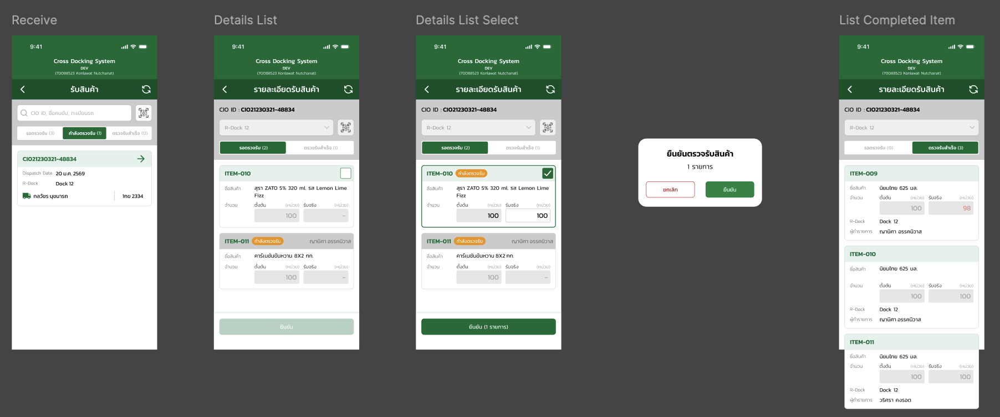 Receive
9:41
Cross Docking System
DEV
(70088523 Konlawat Nutchanat)
รับสินค้า
CIO ID, ชื่อคนขับ, ทะเบียนรถ
รอตรวจรับ (3) กำลังตรวจรับ (1) ตรวจรับสำเร็จ (0)
CIO21230321-48834
Dispatch Date 20 ม.ค. 2569
R-Dock Dock 12
กลวัชร นุชนารถ 1กข 2334
Details List
9:41
Cross Docking System
DEV
(70088523 Konlawat Nutchanat)
รายละเอียดรับสินค้า
CIO ID : CIO21230321-48834
R-Dock 12
รอตรวจรับ (2) ตรวจรับสำเร็จ (1)
ITEM-010
ชื่อสินค้า สุรา ZATO 5% 320 ml. รส Lemon Lime
Fizz
จำนวน ตั้งต้น (หน่วย) รับจริง (หน่วย)
100 -
ITEM-011 กำลังตรวจรับ ญานิศา อรรคนิวาส
ชื่อสินค้า คาร์เนชันข้นหวาน 8X2 กก.
จำนวน ตั้งต้น (หน่วย) รับจริง (หน่วย)
100 -
ยืนยัน
Details List Select
9:41
Cross Docking System
DEV
(70088523 Konlawat Nutchanat)
รายละเอียดรับสินค้า
CIO ID : CIO21230321-48834
R-Dock 12
รอตรวจรับ (2) ตรวจรับสำเร็จ (1)
ITEM-010 กำลังตรวจรับ
ชื่อสินค้า สุรา ZATO 5% 320 ml. รส Lemon Lime
Fizz
จำนวน ตั้งต้น (หน่วย) รับจริง (หน่วย)
100 100
ITEM-011 กำลังตรวจรับ ญานิศา อรรคนิวาส
ชื่อสินค้า คาร์เนชันข้นหวาน 8X2 กก.
จำนวน ตั้งต้น (หน่วย) รับจริง (หน่วย)
100 -
ยืนยัน (1 รายการ)
ยืนยันตรวจรับสินค้า
1 รายการ
ยกเลิก ยืนยัน
List Completed Item
9:41
Cross Docking System
DEV
(70088523 Konlawat Nutchanat)
รายละเอียดรับสินค้า
CIO ID : CIO21230321-48834
R-Dock 12
รอตรวจรับ (0) ตรวจรับสำเร็จ (3)
ITEM-009
ชื่อสินค้า นิยมไทย 625 มล.
จำนวน ตั้งต้น (หน่วย) รับจริง (หน่วย)
100 98
R-Dock Dock 12
ผู้ทำรายการ ญานิศา อรรคนิวาส
ITEM-010
ชื่อสินค้า นิยมไทย 625 มล.
จำนวน ตั้งต้น (หน่วย) รับจริง (หน่วย)
100 100
R-Dock Dock 12
ผู้ทำรายการ ญานิศา อรรคนิวาส
ITEM-011
ชื่อสินค้า นิยมไทย 625 มล.
จำนวน ตั้งต้น (หน่วย) รับจริง (หน่วย)
100 100
R-Dock Dock 12
ผู้ทำรายการ วริศรา คงรอต